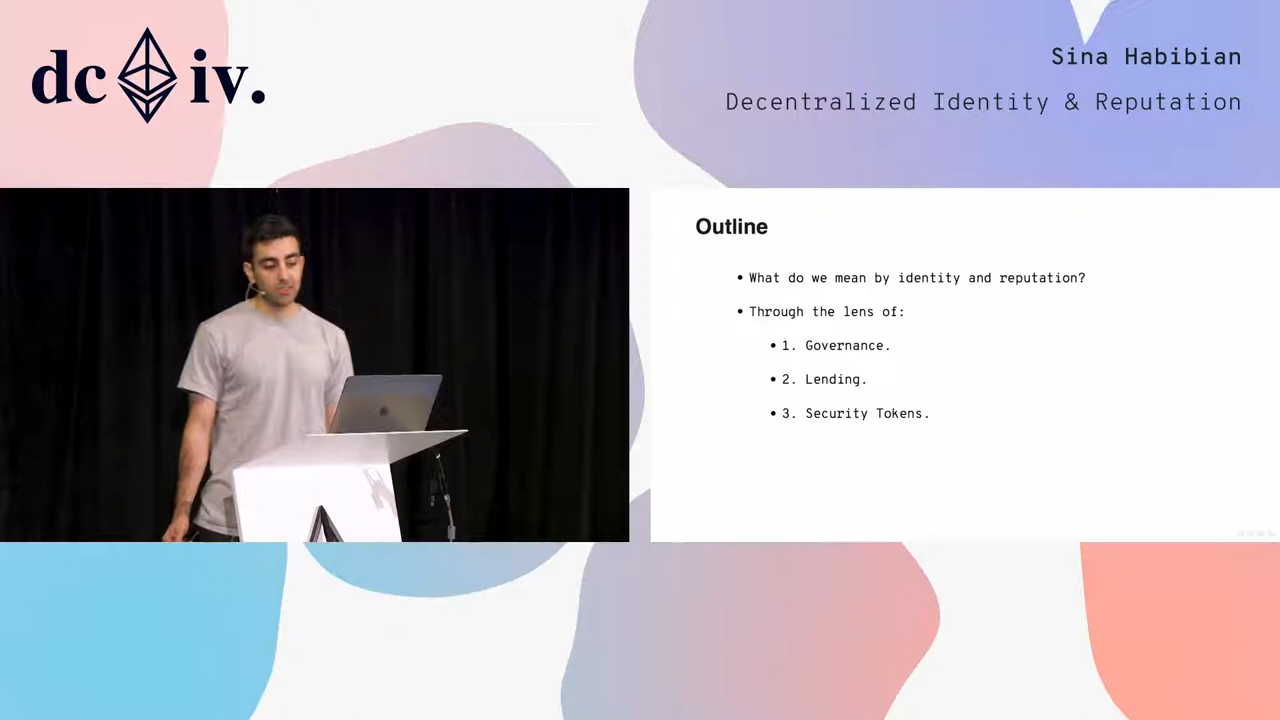 dc iv.
Sina Habibian
Decentralized Identity & Reputation
Outline
• What do we mean by identity and reputation?
• Through the lens of:
• 1. Governance.
• 2. Lending.
• 3. Security Tokens.